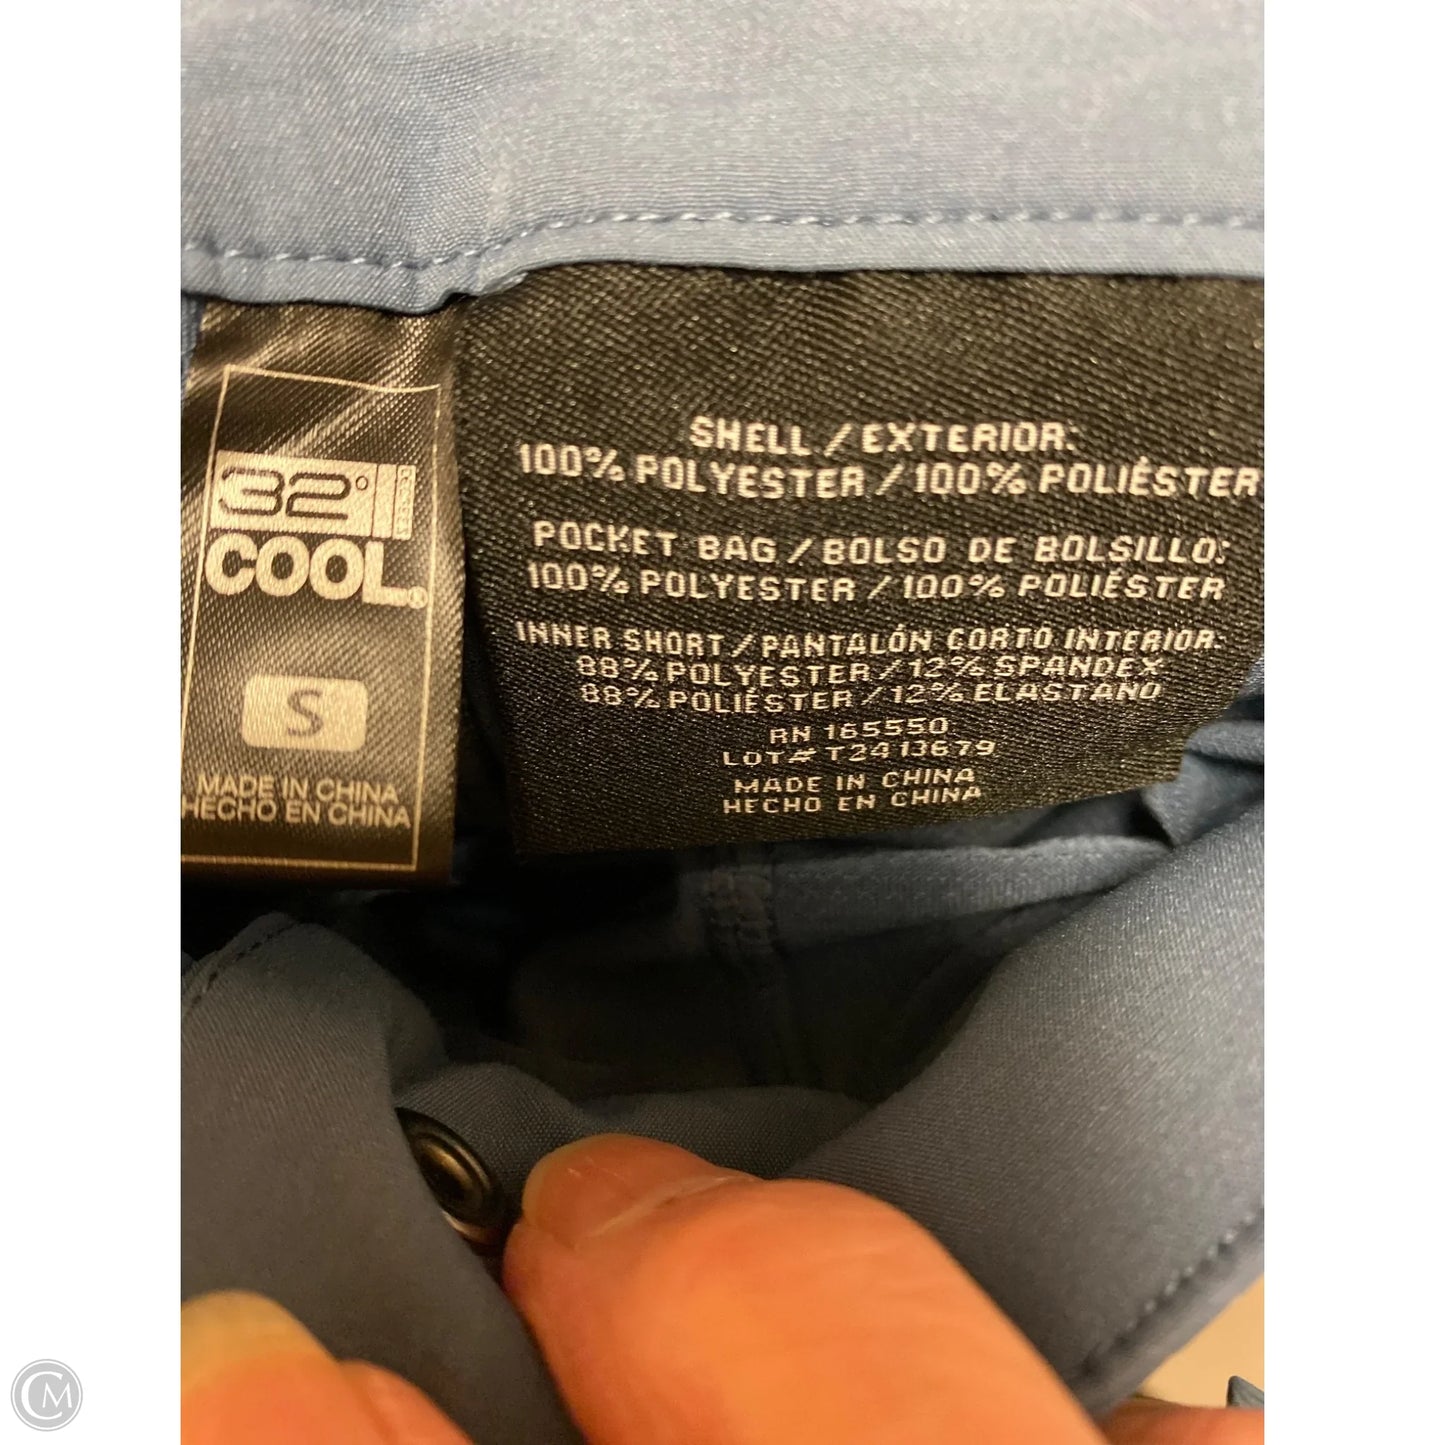 32°
COOL®
S
MADE IN CHINA
HECHO EN CHINA
SHELL / EXTERIOR:
100% POLYESTER / 100% POLIÉSTER
POCKET BAG / BOLSO DE BOLSILLO:
100% POLYESTER / 100% POLIÉSTER
INNER SHORT / PANTALÓN CORTO INTERIOR:
88% POLYESTER / 12% SPANDEX
88% POLIÉSTER / 12% ELASTANO
RN 165550
LOT# T2413679
MADE IN CHINA
HECHO EN CHINA
CM